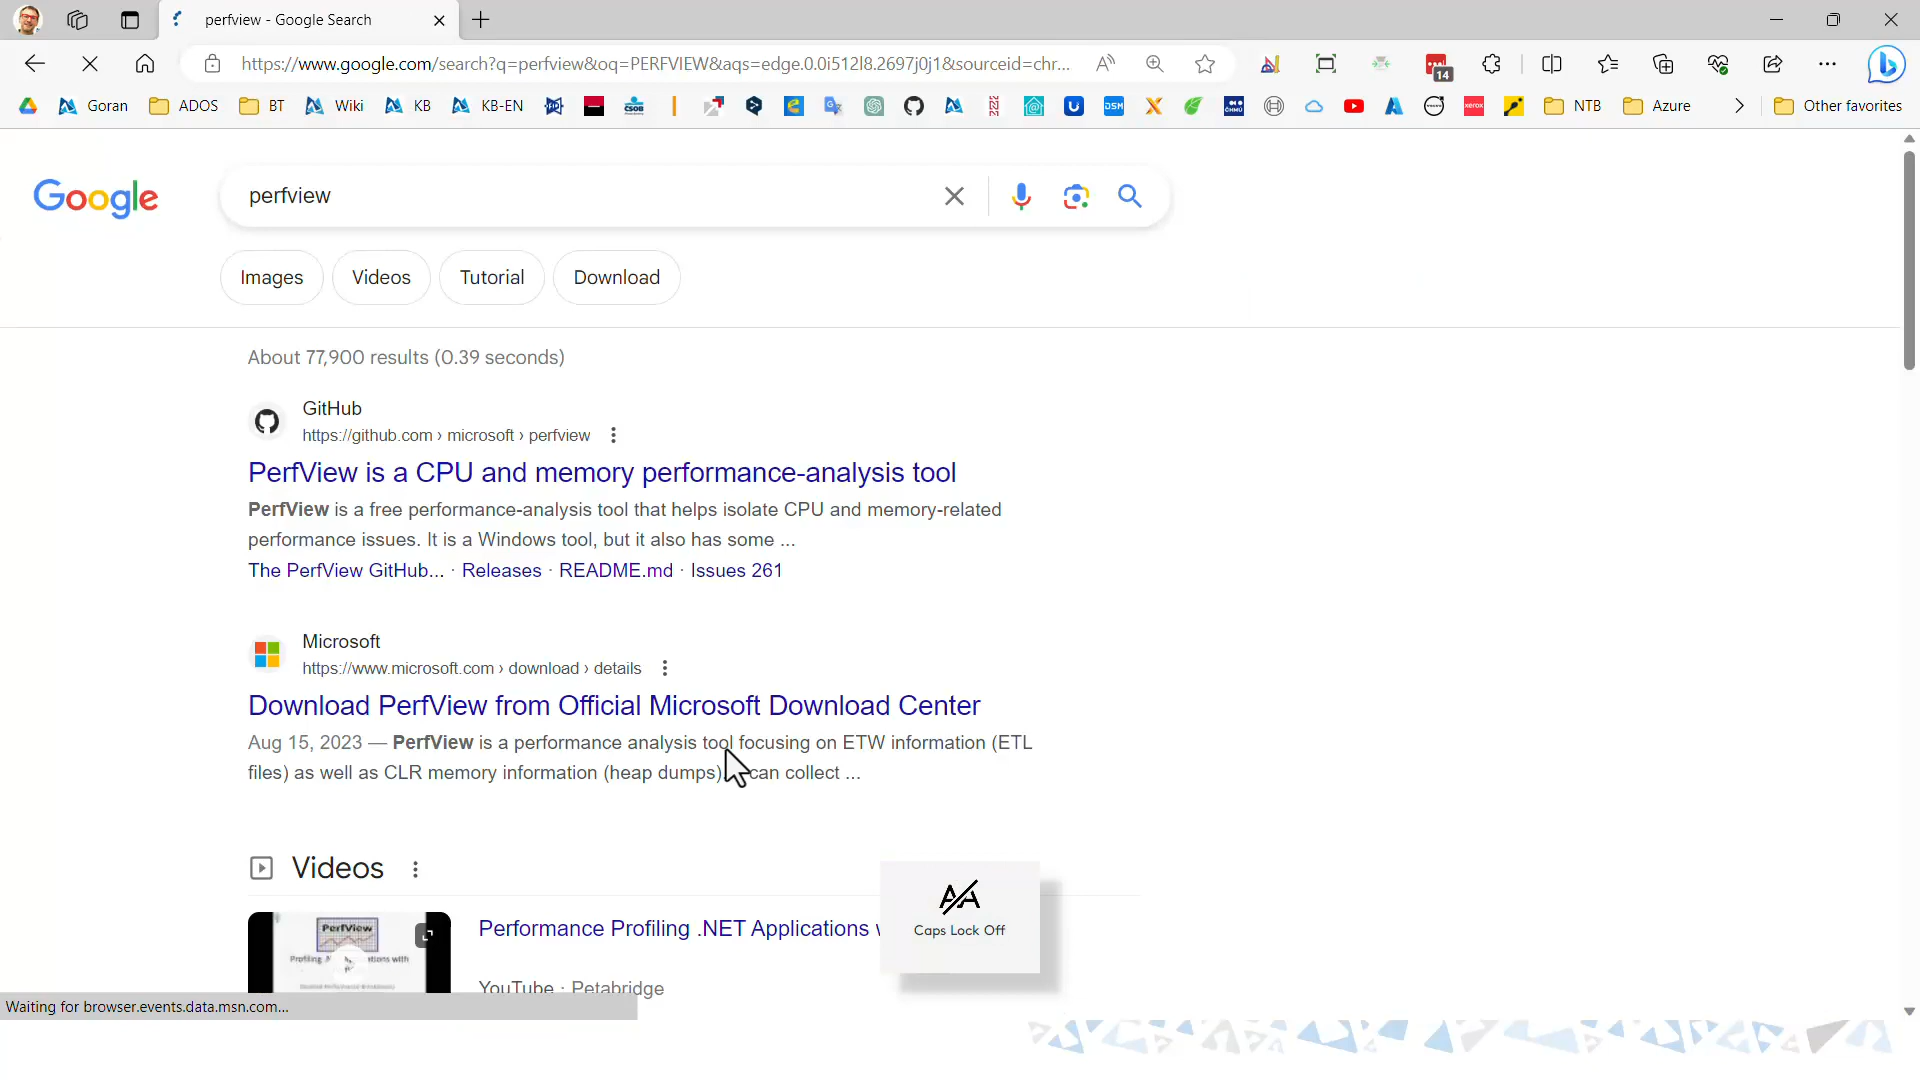 perfview - Google Search
https://www.google.com/search?q=perfview&oq=PERFVIEW&aqs=edge.0.0i512l8.2697j0j1&sourceid=chr...
14
Goran
ADOS
BT
Wiki
KB
KB-EN
NTB
Azure
Other favorites
Google
perfview
Images
Videos
Tutorial
Download
About 77,900 results (0.39 seconds)
GitHub
https://github.com › microsoft › perfview
PerfView is a CPU and memory performance-analysis tool
PerfView is a free performance-analysis tool that helps isolate CPU and memory-related
performance issues. It is a Windows tool, but it also has some ...
The PerfView GitHub... · Releases · README.md · Issues 261
Microsoft
https://www.microsoft.com › download › details
Download PerfView from Official Microsoft Download Center
Aug 15, 2023 — PerfView is a performance analysis tool focusing on ETW information (ETL
files) as well as CLR memory information (heap dumps) can collect ...
Videos
PerfView
Performance Profiling .NET Applications
Caps Lock Off
YouTube · Petabridge
Waiting for browser.events.data.msn.com...